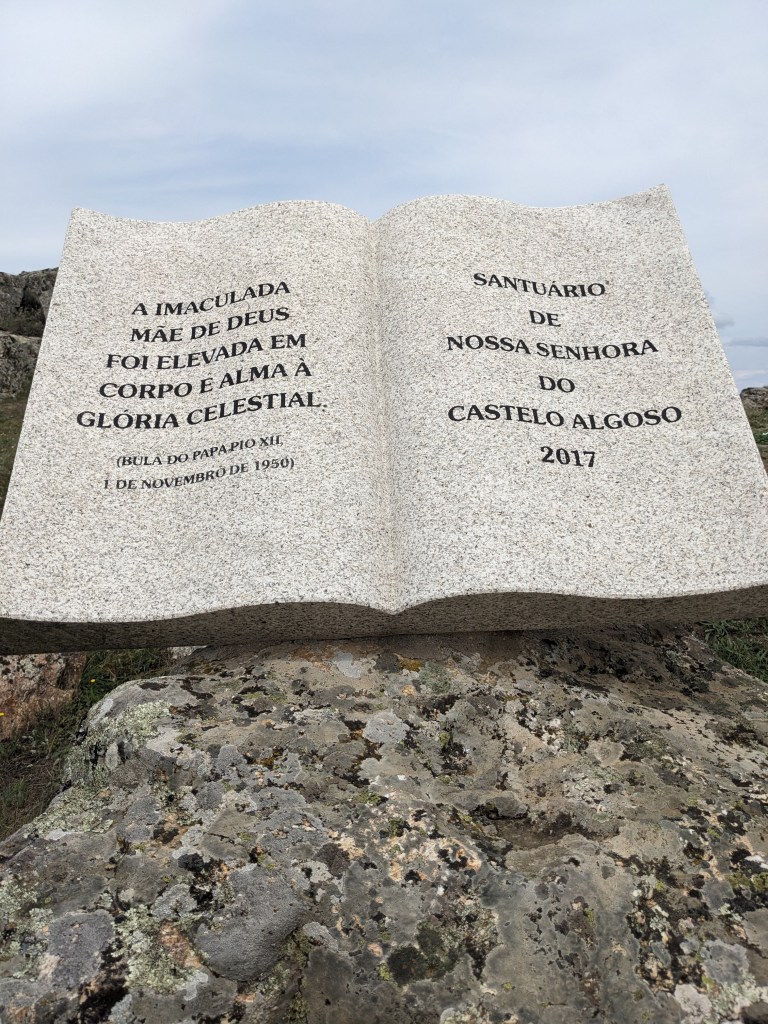 A IMACULADA
MÃE DE DEUS
FOI ELEVADA EM
CORPO E ALMA À
GLÓRIA CELESTIAL.
(BULA DO PAPA PIO XII,
1 DE NOVEMBRO DE 1950)
SANTUÁRIO
DE
NOSSA SENHORA
DO
CASTELO ALGOSO
2017